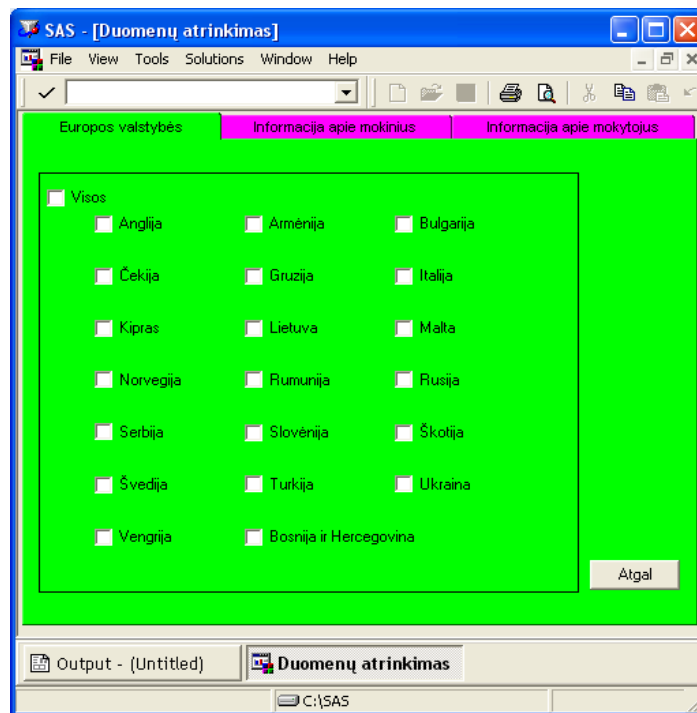 SAS - [Duomenų atrinkimas]
File View Tools Solutions Window Help
Europos valstybės Informacija apie mokinius Informacija apie mokytojus
Visos
Anglija Armėnija Bulgarija
Čekija Gruzija Italija
Kipras Lietuva Malta
Norvegija Rumunija Rusija
Serbija Slovėnija Škotija
Švedija Turkija Ukraina
Vengrija Bosnija ir Hercegovina
Atgal
Output - (Untitled) Duomenų atrinkimas
C:\SAS